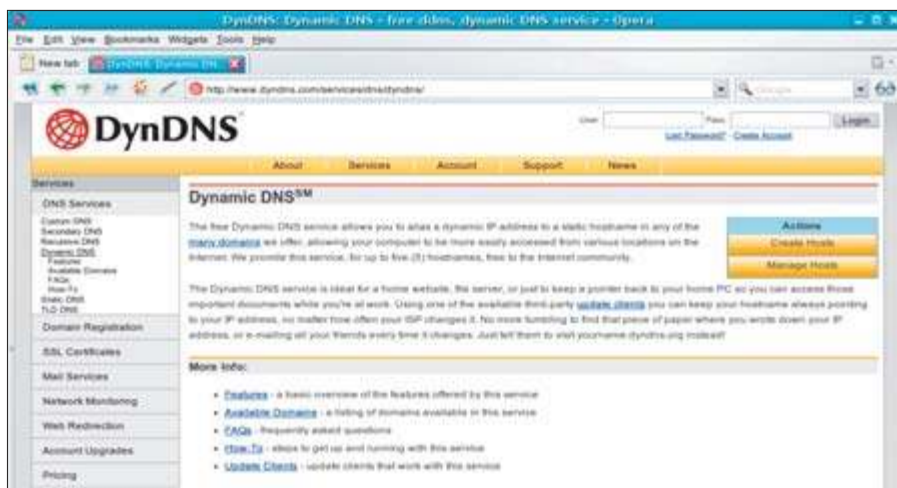 DynDNS: Dynamic DNS - free ddns, dynamic DNS service - Opera
File Edit View Bookmarks Widgets Tools Help
New tab DynDNS: Dynamic DN...
http://www.dyndns.com/services/dns/dyndns/
Google
DynDNS
User: Pass: Login
Lost Password? Create Account
About Services Account Support News
Services
DNS Services
Custom DNS
Secondary DNS
Recursive DNS
Dynamic DNS
Features
Available Domains
FAQs
How-To
Static DNS
TLD DNS
Domain Registration
SSL Certificates
Mail Services
Network Monitoring
Web Redirection
Account Upgrades
Pricing
Dynamic DNS℠
The free Dynamic DNS service allows you to alias a dynamic IP address to a static hostname in any of the
many domains we offer, allowing your computer to be more easily accessed from various locations on the
Internet. We provide this service, for up to five (5) hostnames, free to the Internet community.
Actions
Create Hosts
Manage Hosts
The Dynamic DNS service is ideal for a home website, file server, or just to keep a pointer back to your home PC so you can access those
important documents while you're at work. Using one of the available third-party update clients you can keep your hostname always pointing
to your IP address, no matter how often your ISP changes it. No more fumbling to find that piece of paper where you wrote down your IP
address, or e-mailing all your friends every time it changes. Just tell them to visit yourname.dyndns.org instead!
More Info:
Features - a basic overview of the features offered by this service
Available Domains - a listing of domains available in this service
FAQs - frequently asked questions
How-To - steps to get up and running with this service
Update Clients - update clients that work with this service